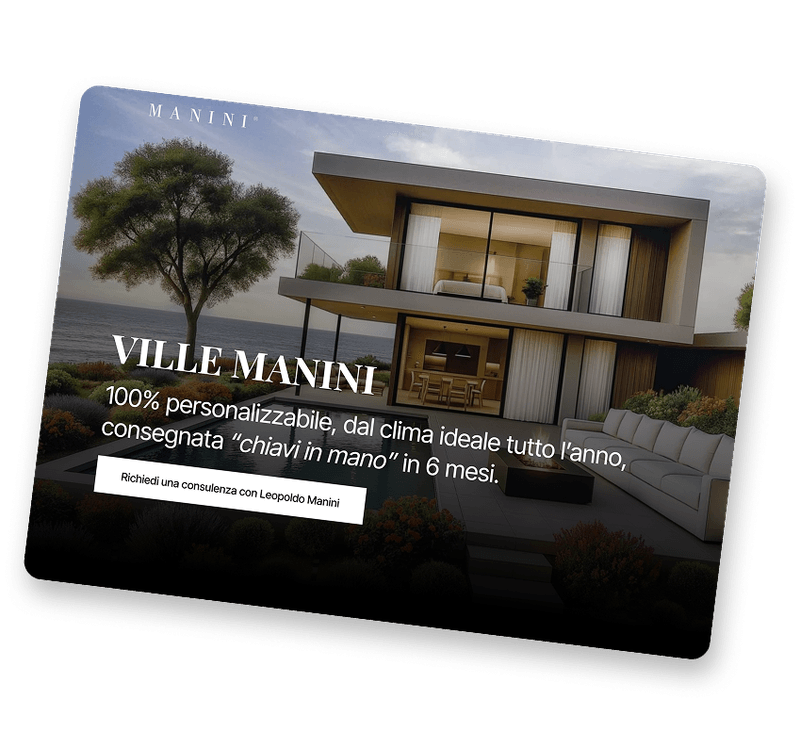 MANINI®
VILLE MANINI
100% personalizzabile, dal clima ideale tutto l’anno,
consegnata “chiavi in mano” in 6 mesi.
Richiedi una consulenza con Leopoldo Manini